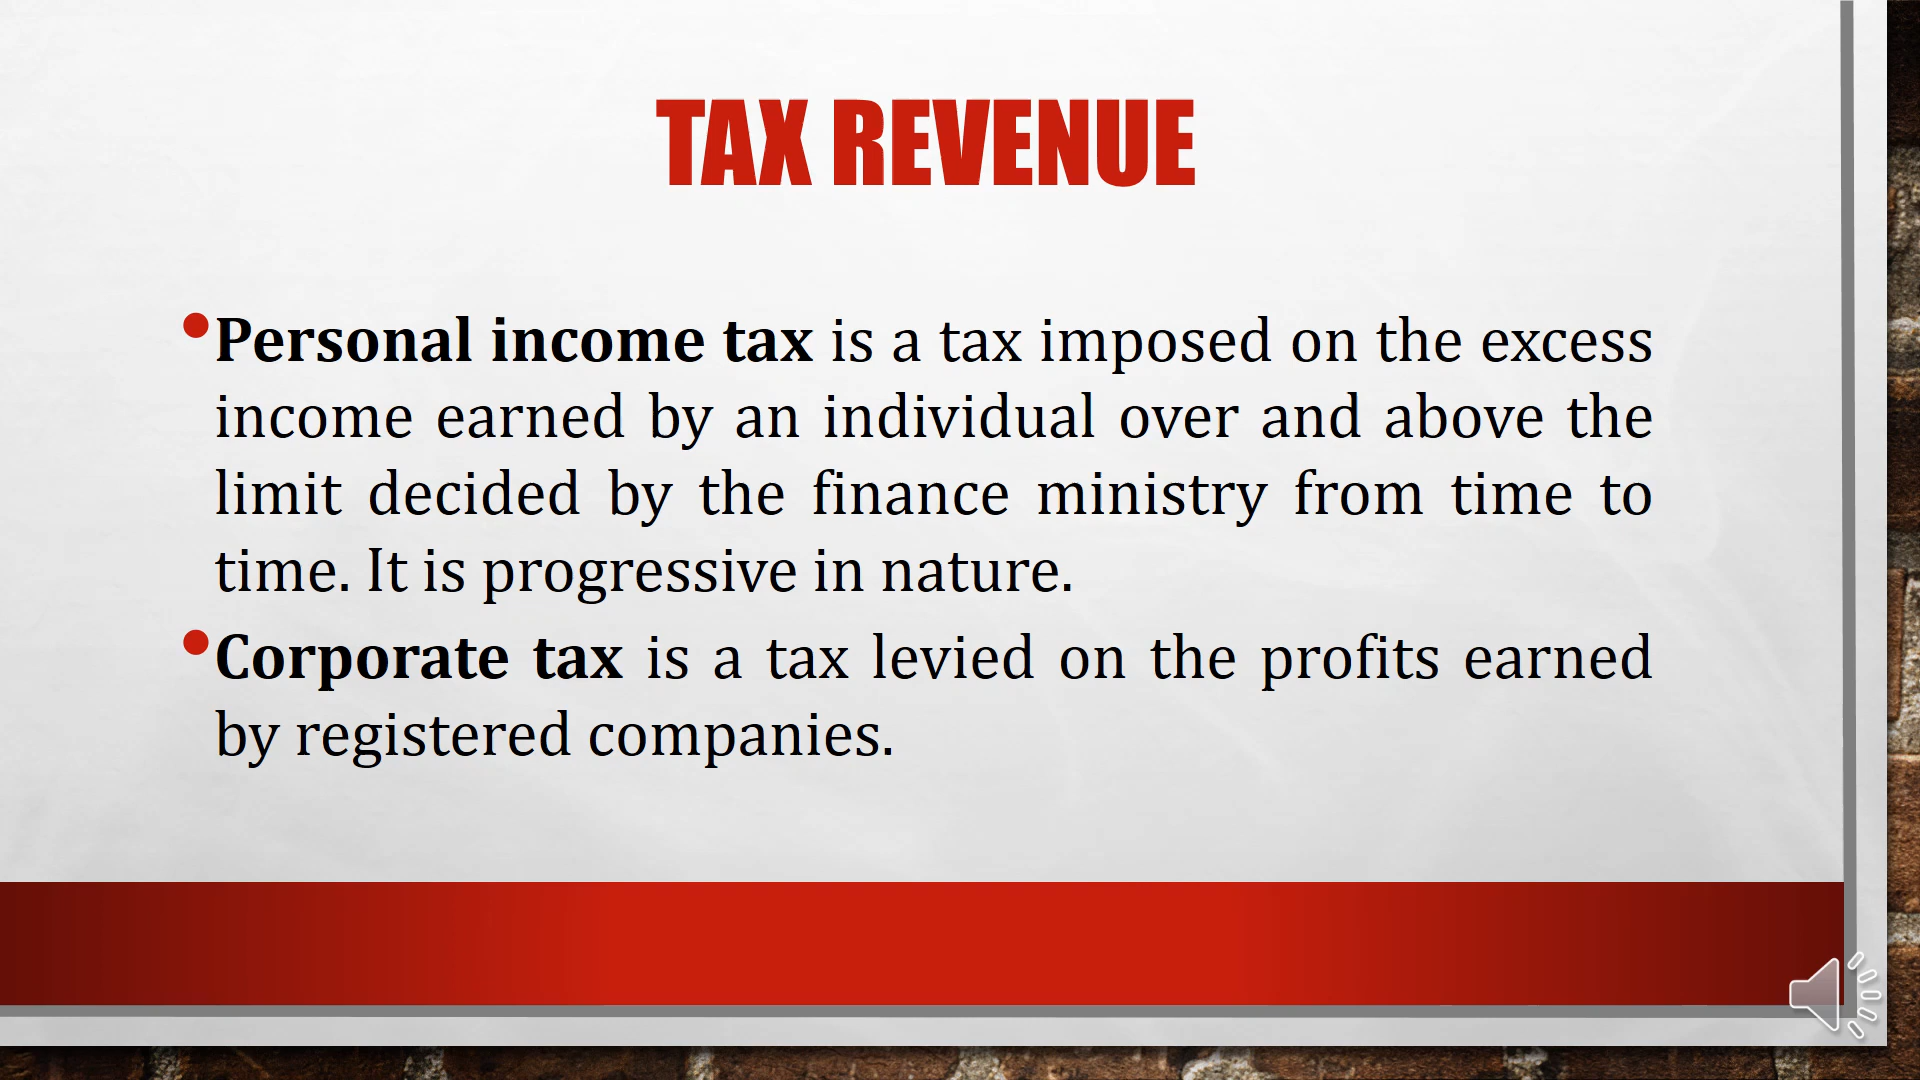 TAX REVENUE
• Personal income tax is a tax imposed on the excess
income earned by an individual over and above the
limit decided by the finance ministry from time to
time. It is progressive in nature.
• Corporate tax is a tax levied on the profits earned
by registered companies.